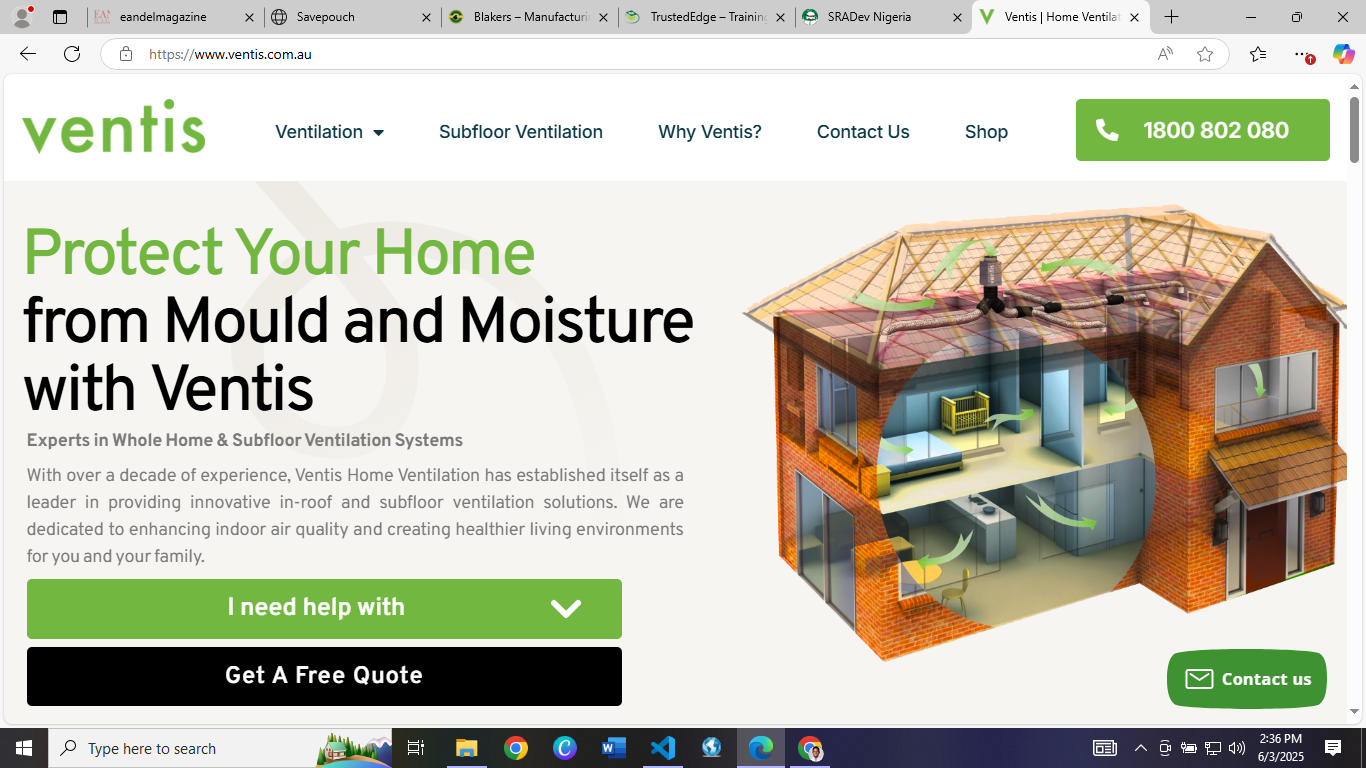 eandelmagazine
Savepouch
Blakers – Manufacturi
TrustedEdge – Training
SRADev Nigeria
Ventis | Home Ventilat
https://www.ventis.com.au
ventis
Ventilation
Subfloor Ventilation
Why Ventis?
Contact Us
Shop
1800 802 080
Protect Your Home
from Mould and Moisture
with Ventis
Experts in Whole Home & Subfloor Ventilation Systems
With over a decade of experience, Ventis Home Ventilation has established itself as a
leader in providing innovative in-roof and subfloor ventilation solutions. We are
dedicated to enhancing indoor air quality and creating healthier living environments
for you and your family.
I need help with
Get A Free Quote
Contact us
Type here to search
2:36 PM
6/3/2025